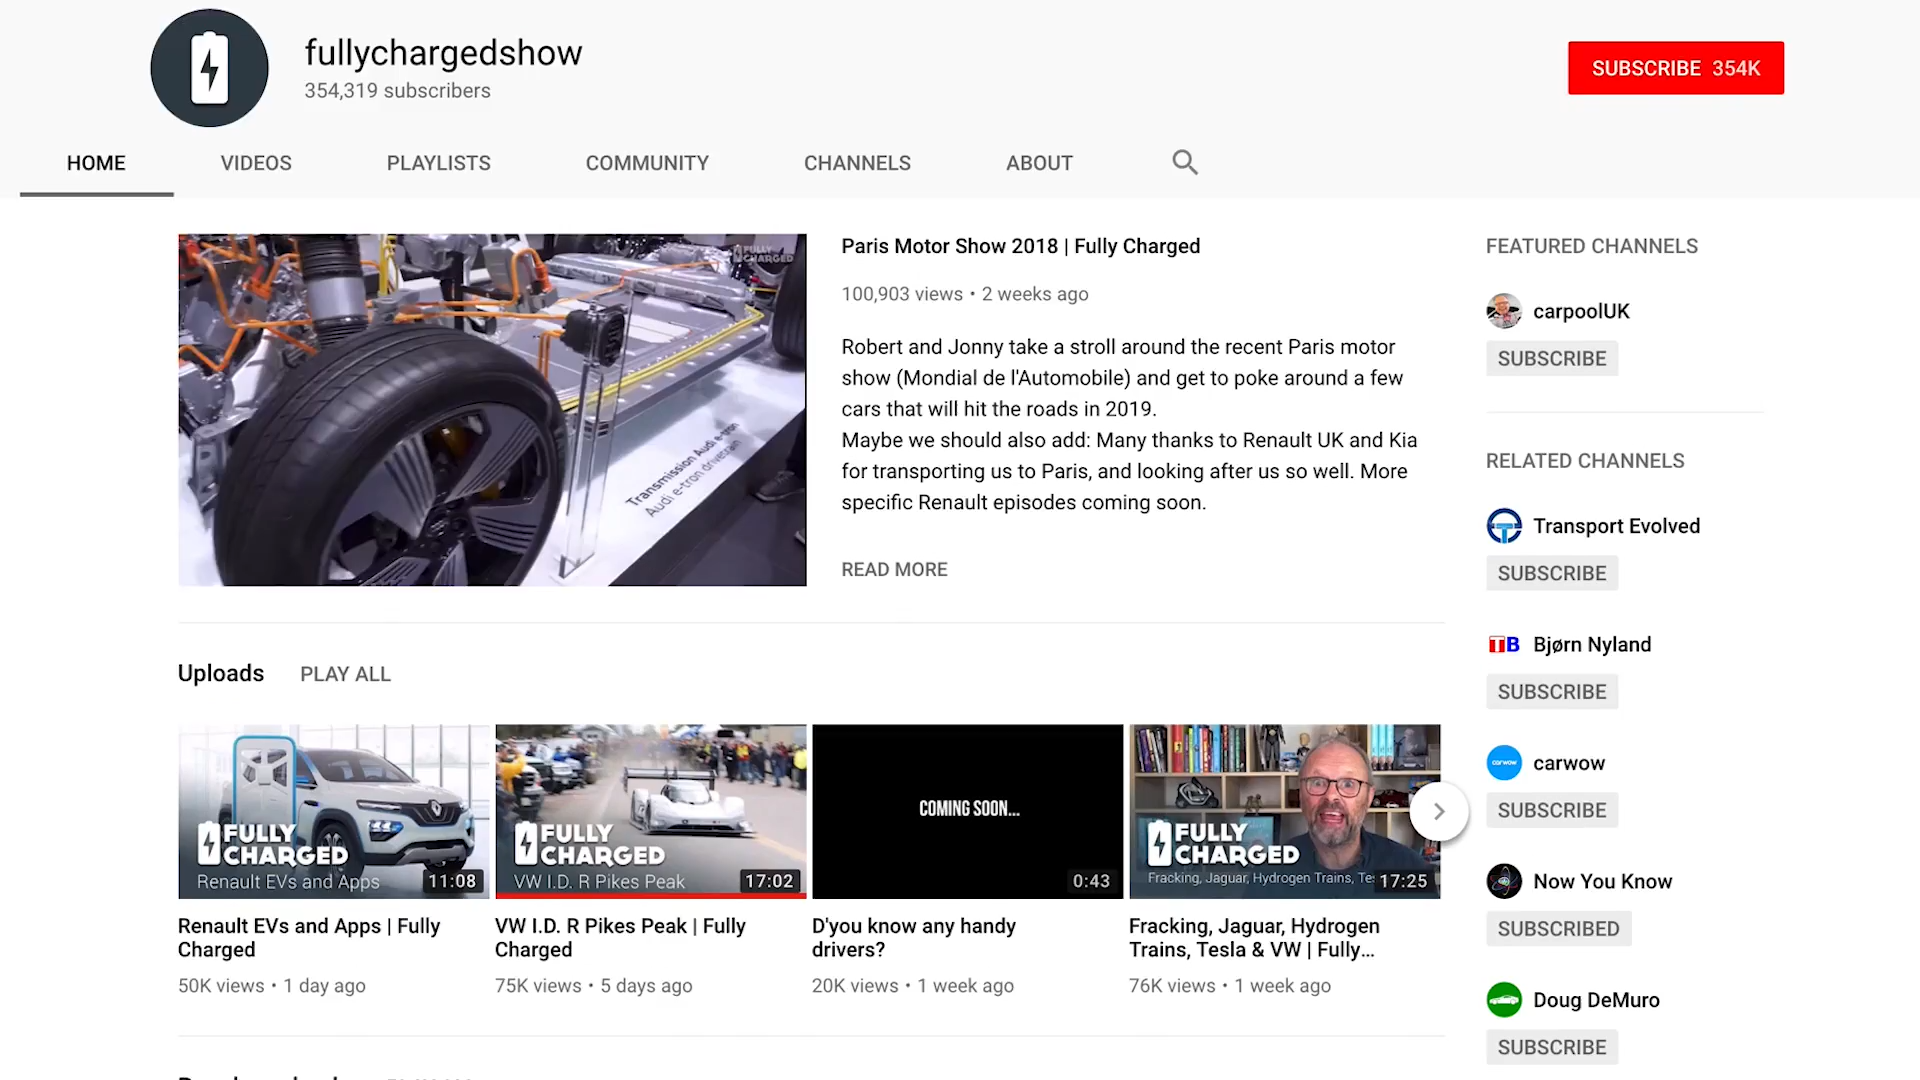 fullychargedshow
354,319 subscribers
SUBSCRIBE 354K
HOME
VIDEOS
PLAYLISTS
COMMUNITY
CHANNELS
ABOUT
FULLY
CHARGED
Transmission Audi e-tron
Audi e-tron drivetrain
Paris Motor Show 2018 | Fully Charged
100,903 views • 2 weeks ago
Robert and Jonny take a stroll around the recent Paris motor
show (Mondial de l'Automobile) and get to poke around a few
cars that will hit the roads in 2019.
Maybe we should also add: Many thanks to Renault UK and Kia
for transporting us to Paris, and looking after us so well. More
specific Renault episodes coming soon.
READ MORE
FEATURED CHANNELS
carpoolUK
SUBSCRIBE
RELATED CHANNELS
Transport Evolved
SUBSCRIBE
TB
Bjørn Nyland
SUBSCRIBE
carwow
carwow
SUBSCRIBE
Now You Know
SUBSCRIBED
Doug DeMuro
SUBSCRIBE
Uploads
PLAY ALL
FULLY
CHARGED
Renault EVs and Apps
11:08
Renault EVs and Apps | Fully
Charged
50K views • 1 day ago
FULLY
CHARGED
VW I.D. R Pikes Peak
17:02
VW I.D. R Pikes Peak | Fully
Charged
75K views • 5 days ago
COMING SOON...
0:43
D'you know any handy
drivers?
20K views • 1 week ago
FULLY
CHARGED
Fracking, Jaguar, Hydrogen Trains, Te
17:25
Fracking, Jaguar, Hydrogen
Trains, Tesla & VW | Fully...
76K views • 1 week ago